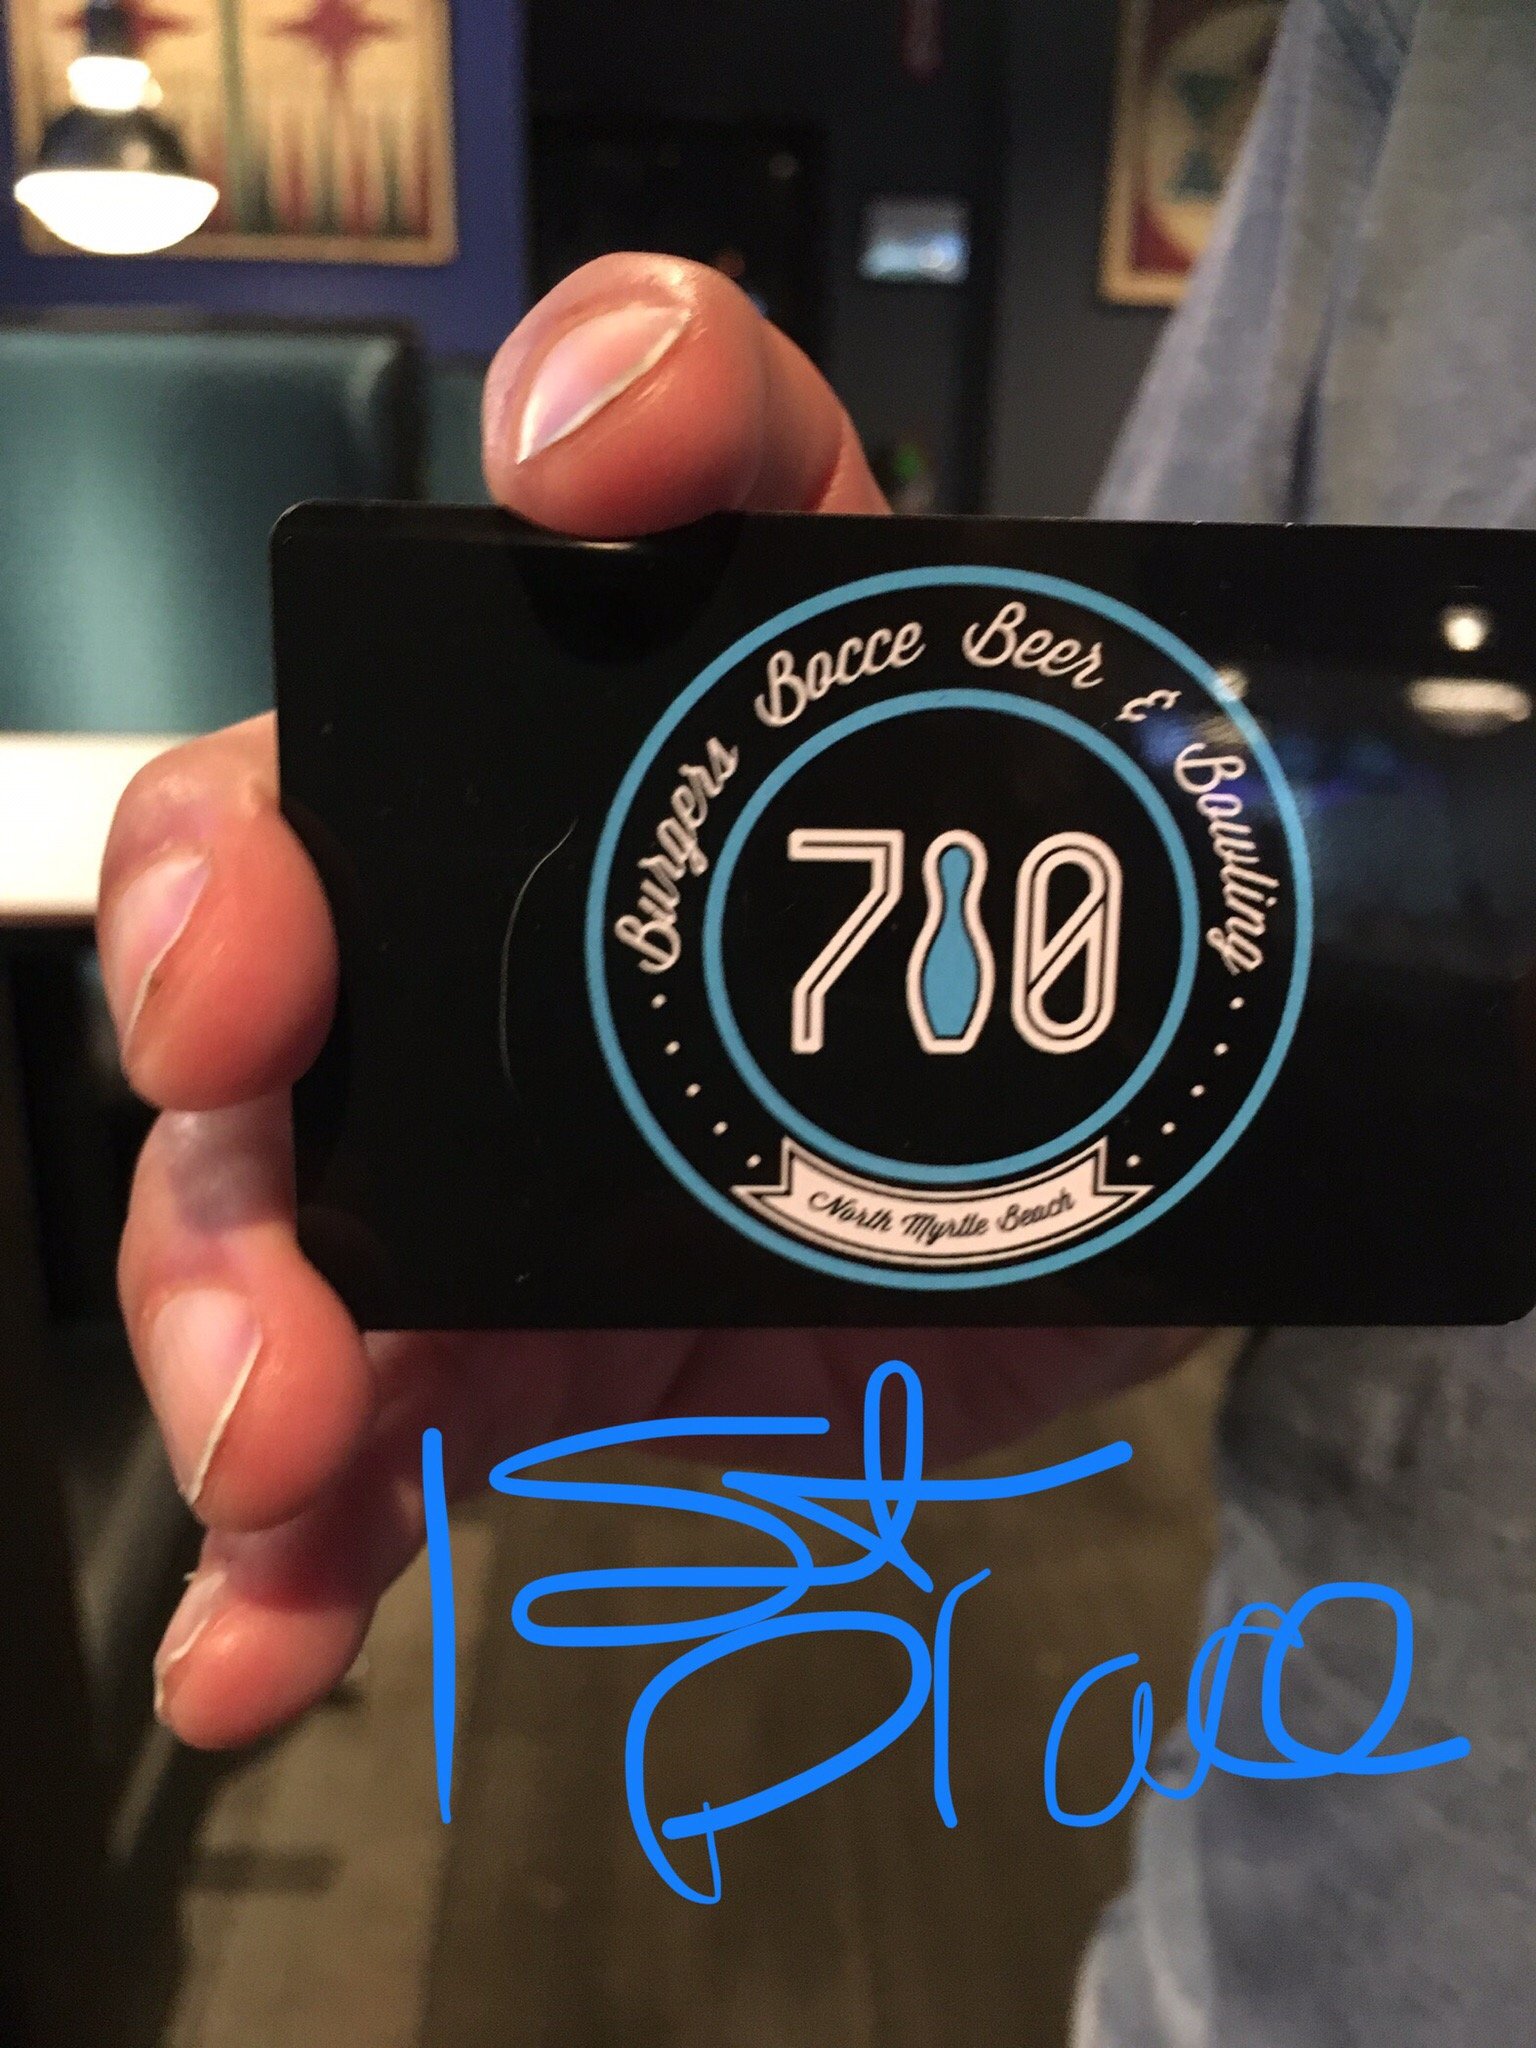 Burgers Bocce Beer & Bowling
710
North Myrtle Beach
1st
Place